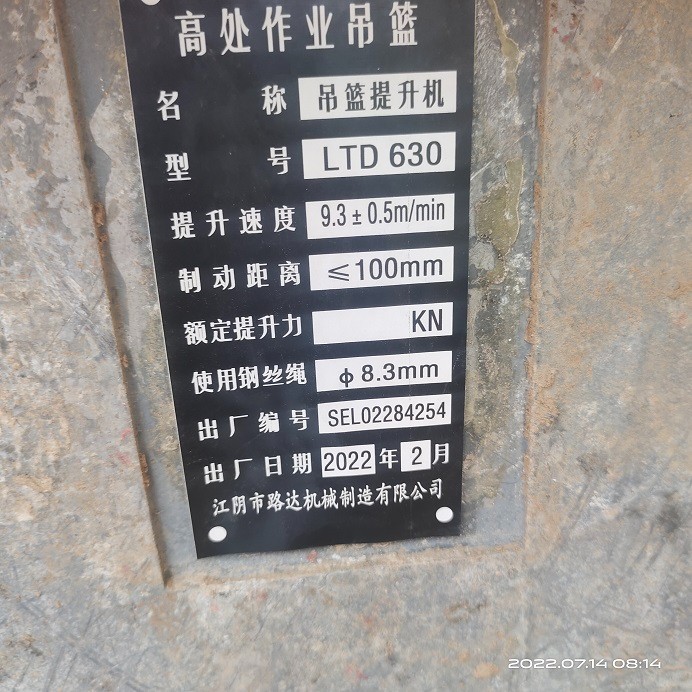 高处作业吊篮
名 称 吊篮提升机
型 号 LTD 630
提升速度 9.3±0.5m/min
制动距离 ≤100mm
额定提升力 KN
使用钢丝绳 ф8.3mm
出厂编号 SEL02284254
出厂日期 2022 年 2 月
江阴市路达机械制造有限公司
2022.07.14 08:14